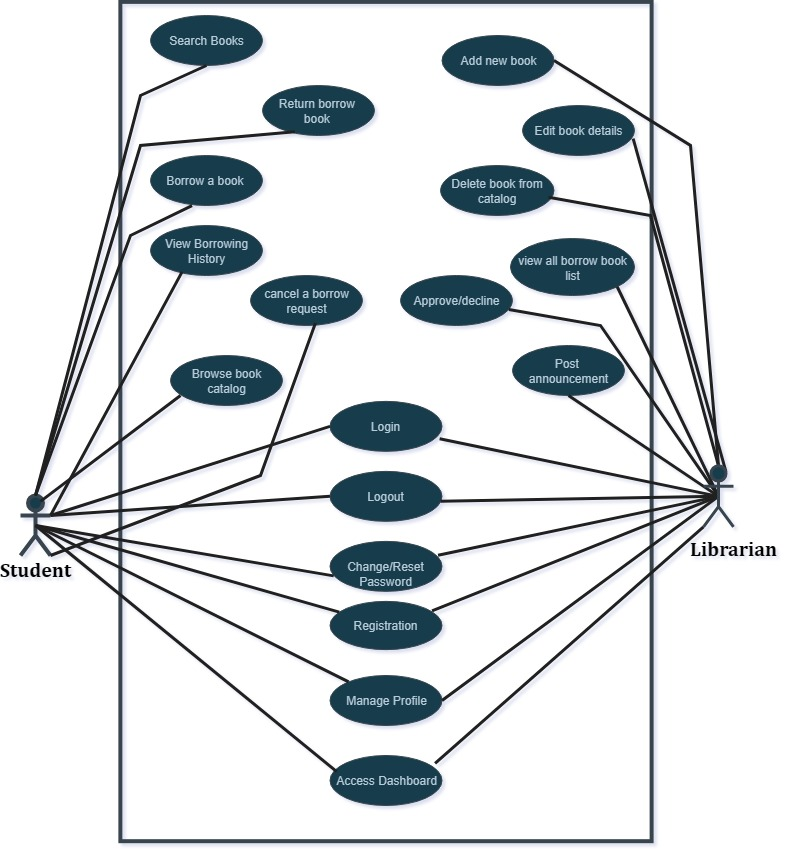 Search Books
Add new book
Return borrow
book
Edit book details
Borrow a book
Delete book from
catalog
View Borrowing
History
view all borrow book
list
cancel a borrow
request
Approve/decline
Browse book
catalog
Post
announcement
Login
Logout
Change/Reset
Password
Registration
Manage Profile
Access Dashboard
Student
Librarian